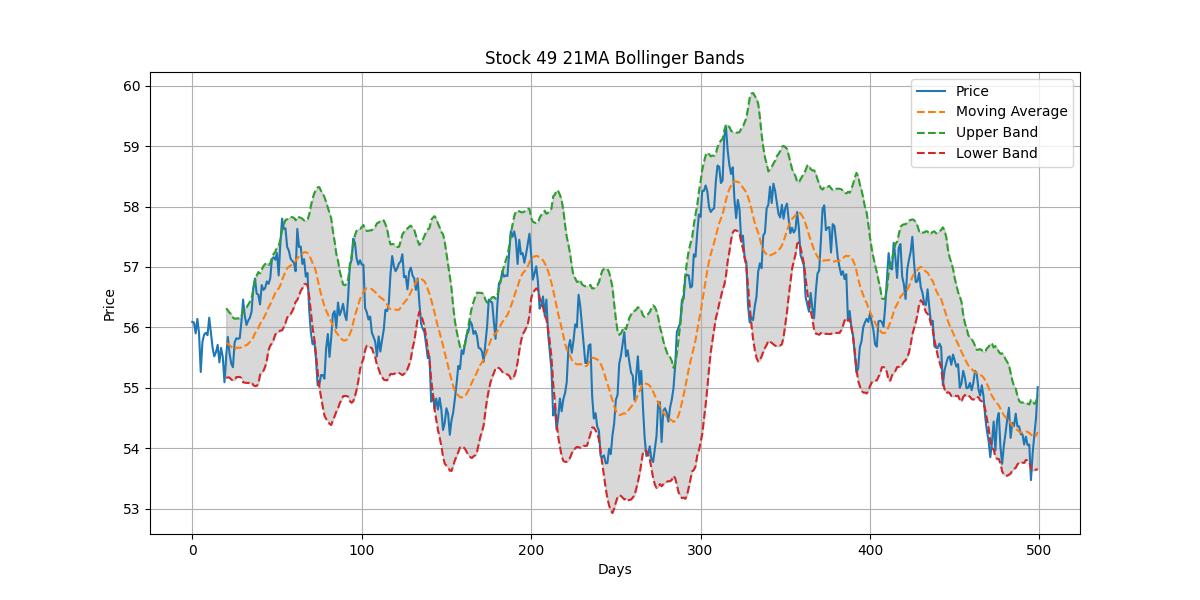 Stock 49 21MA Bollinger Bands
Price
Moving Average
Upper Band
Lower Band
60
59
58
57
56
55
54
53
Price
0 100 200 300 400 500
Days